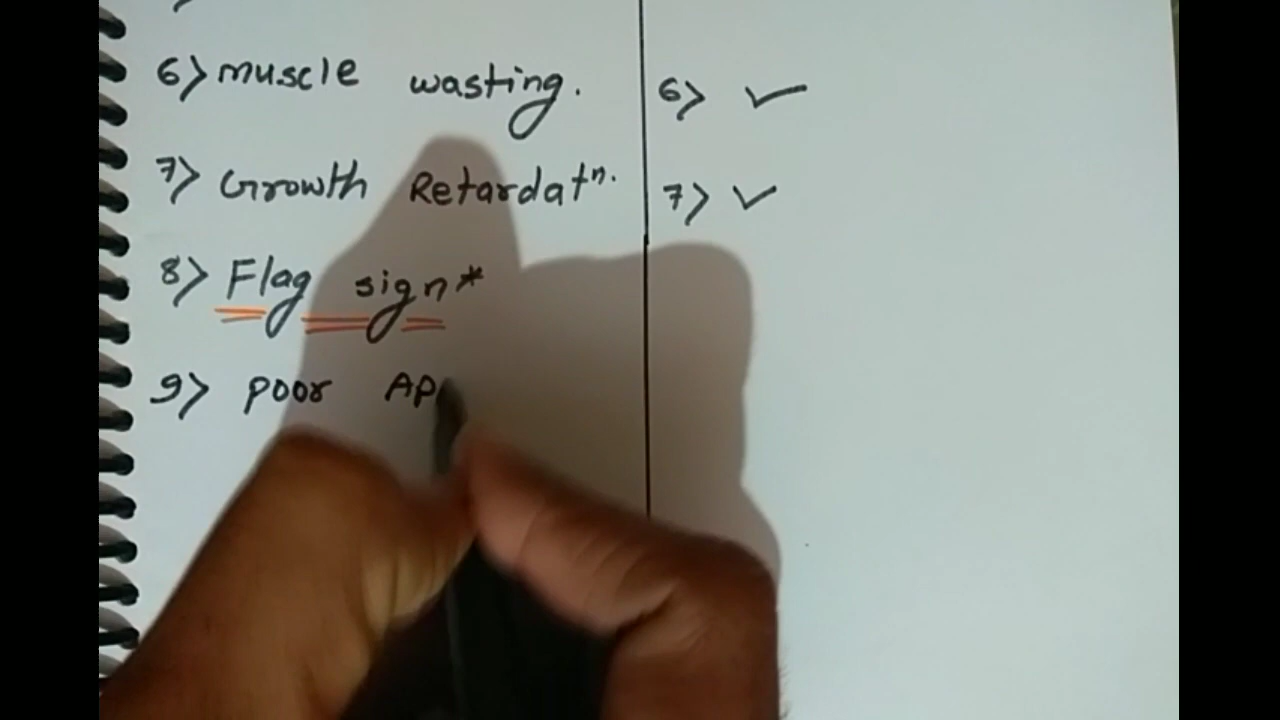 6> muscle wasting.
6> ✓
7> Growth Retardatn.
7> ✓
8> Flag sign*
9> poor Ap